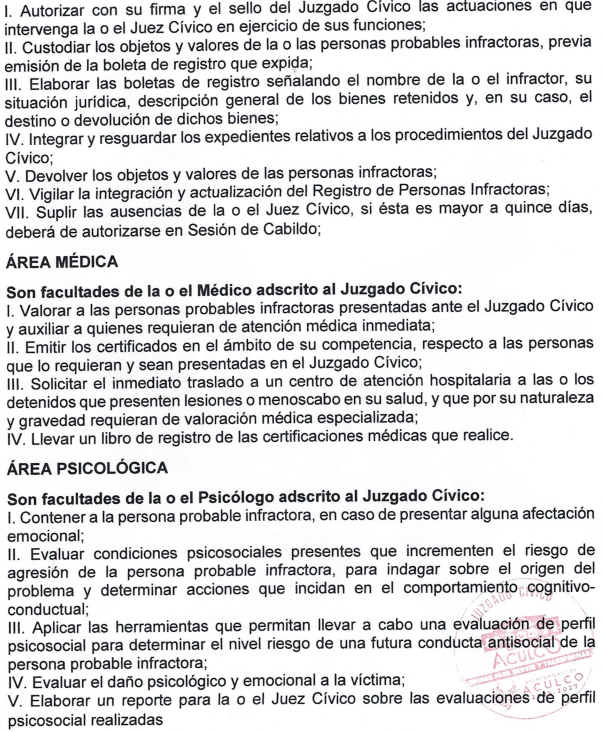 I. Autorizar con su firma y el sello del Juzgado Cívico las actuaciones en que
intervenga la o el Juez Cívico en ejercicio de sus funciones;
II. Custodiar los objetos y valores de la o las personas probables infractoras, previa
emisión de la boleta de registro que expida;
III. Elaborar las boletas de registro señalando el nombre de la o el infractor, su
situación jurídica, descripción general de los bienes retenidos y, en su caso, el
destino o devolución de dichos bienes;
IV. Integrar y resguardar los expedientes relativos a los procedimientos del Juzgado
Cívico;
V. Devolver los objetos y valores de las personas infractoras;
VI. Vigilar la integración y actualización del Registro de Personas Infractoras;
VII. Suplir las ausencias de la o el Juez Cívico, si ésta es mayor a quince días,
deberá de autorizarse en Sesión de Cabildo;
ÁREA MÉDICA
Son facultades de la o el Médico adscrito al Juzgado Cívico:
I. Valorar a las personas probables infractoras presentadas ante el Juzgado Cívico
y auxiliar a quienes requieran de atención médica inmediata;
II. Emitir los certificados en el ámbito de su competencia, respecto a las personas
que lo requieran y sean presentadas en el Juzgado Cívico;
III. Solicitar el inmediato traslado a un centro de atención hospitalaria a las o los
detenidos que presenten lesiones o menoscabo en su salud, y que por su naturaleza
y gravedad requieran de valoración médica especializada;
IV. Llevar un libro de registro de las certificaciones médicas que realice.
ÁREA PSICOLÓGICA
Son facultades de la o el Psicólogo adscrito al Juzgado Cívico:
I. Contener a la persona probable infractora, en caso de presentar alguna afectación
emocional;
II. Evaluar condiciones psicosociales presentes que incrementen el riesgo de
agresión de la persona probable infractora, para indagar sobre el origen del
problema y determinar acciones que incidan en el comportamiento cognitivo-
conductual;
III. Aplicar las herramientas que permitan llevar a cabo una evaluación de perfil
psicosocial para determinar el nivel riesgo de una futura conducta antisocial de la
persona probable infractora;
IV. Evaluar el daño psicológico y emocional a la víctima;
V. Elaborar un reporte para la o el Juez Cívico sobre las evaluaciones de perfil
psicosocial realizadas
JUZGADO CÍVICO
ACULCO
ACULCO
2027